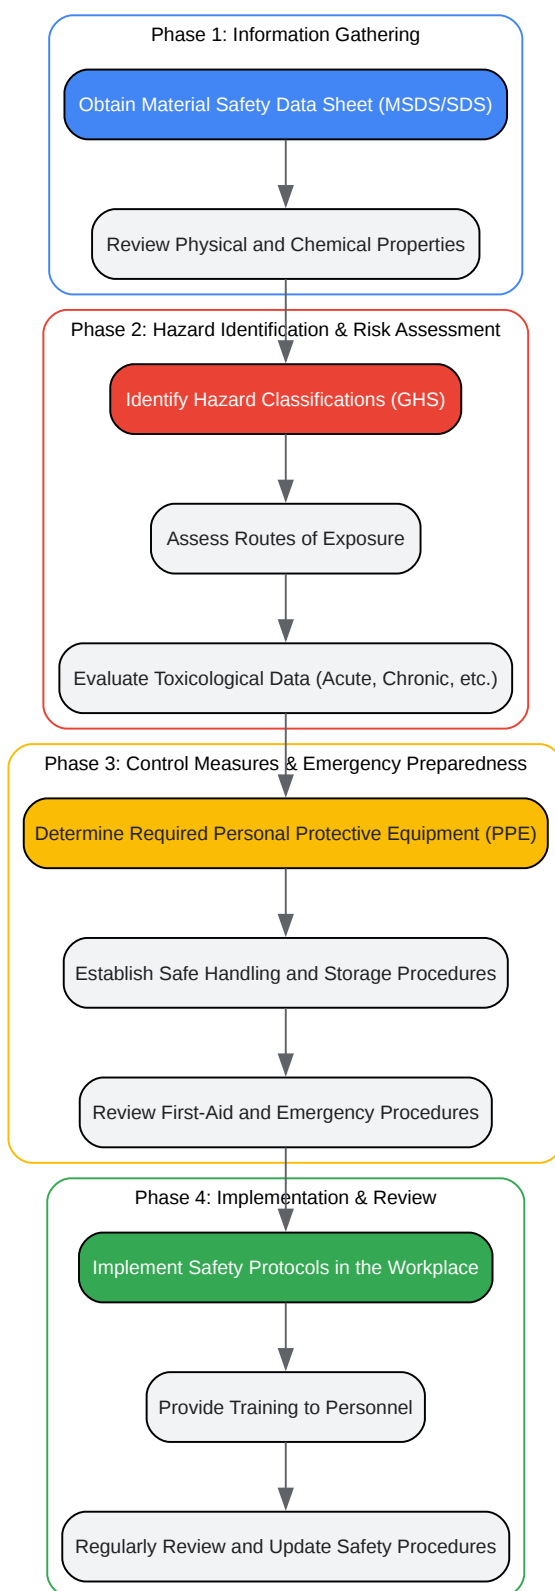 Phase 1: Information Gathering
Obtain Material Safety Data Sheet (MSDS/SDS)
Review Physical and Chemical Properties
Phase 2: Hazard Identification & Risk Assessment
Identify Hazard Classifications (GHS)
Assess Routes of Exposure
Evaluate Toxicological Data (Acute, Chronic, etc.)
Phase 3: Control Measures & Emergency Preparedness
Determine Required Personal Protective Equipment (PPE)
Establish Safe Handling and Storage Procedures
Review First-Aid and Emergency Procedures
Phase 4: Implementation & Review
Implement Safety Protocols in the Workplace
Provide Training to Personnel
Regularly Review and Update Safety Procedures